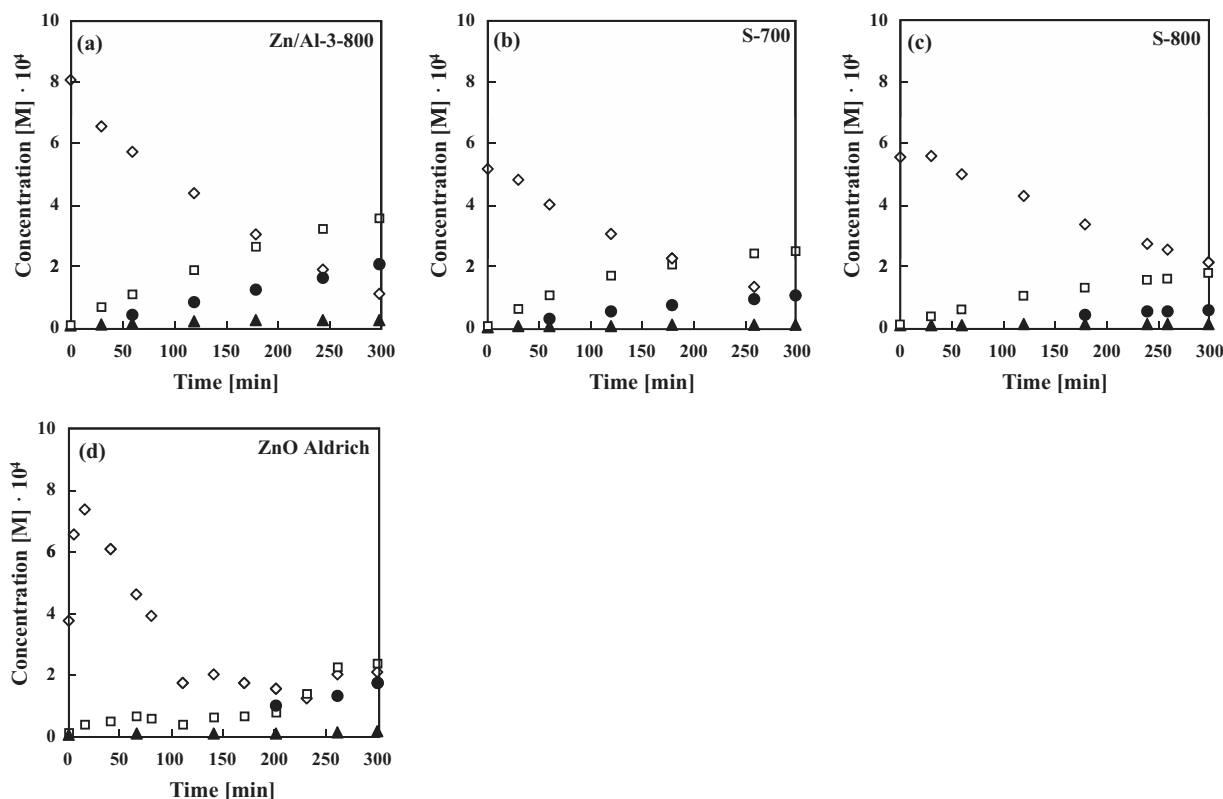 (a) Zn/Al-3-800
Concentration [M] · 10⁴
10
8
6
4
2
0
0 50 100 150 200 250 300
Time [min]
(b) S-700
Concentration [M] · 10⁴
10
8
6
4
2
0
0 50 100 150 200 250 300
Time [min]
(c) S-800
Concentration [M] · 10⁴
10
8
6
4
2
0
0 50 100 150 200 250 300
Time [min]
(d) ZnO Aldrich
Concentration [M] · 10⁴
10
8
6
4
2
0
0 50 100 150 200 250 300
Time [min]